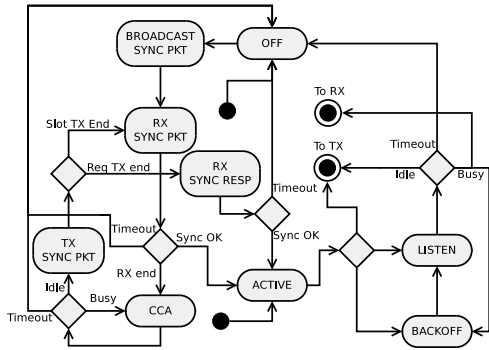 BROADCAST
SYNC PKT
OFF
To RX
Slot TX End
RX
SYNC PKT
To TX
Timeout
Req TX end
RX
SYNC RESP
Idle
Busy
Timeout
TX
SYNC PKT
Timeout
Sync OK
Sync OK
LISTEN
RX end
ACTIVE
Idle
Busy
Timeout
CCA
BACKOFF